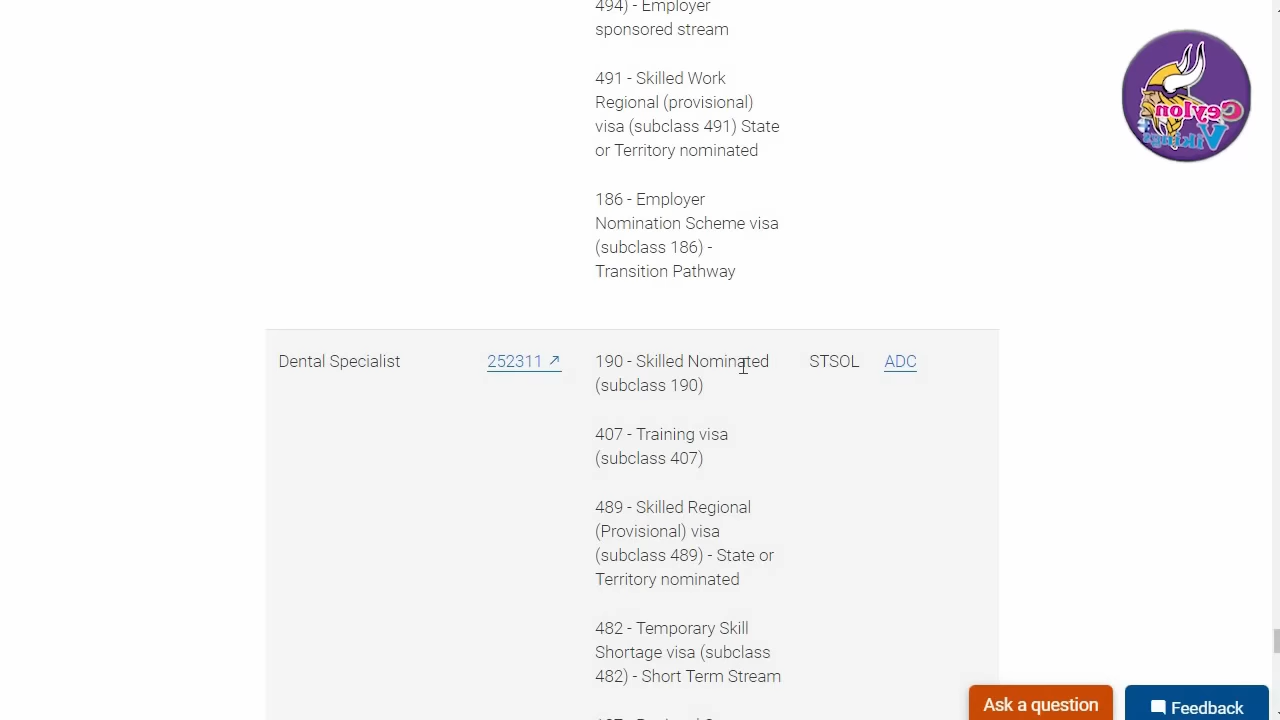 494) - Employer
sponsored stream
491 - Skilled Work
Regional (provisional)
visa (subclass 491) State
or Territory nominated
186 - Employer
Nomination Scheme visa
(subclass 186) -
Transition Pathway
Dental Specialist 252311 ↗ 190 - Skilled Nominated STSOL ADC
(subclass 190)
407 - Training visa
(subclass 407)
489 - Skilled Regional
(Provisional) visa
(subclass 489) - State or
Territory nominated
482 - Temporary Skill
Shortage visa (subclass
482) - Short Term Stream
Ceylon
Vikings
Ask a question
Feedback